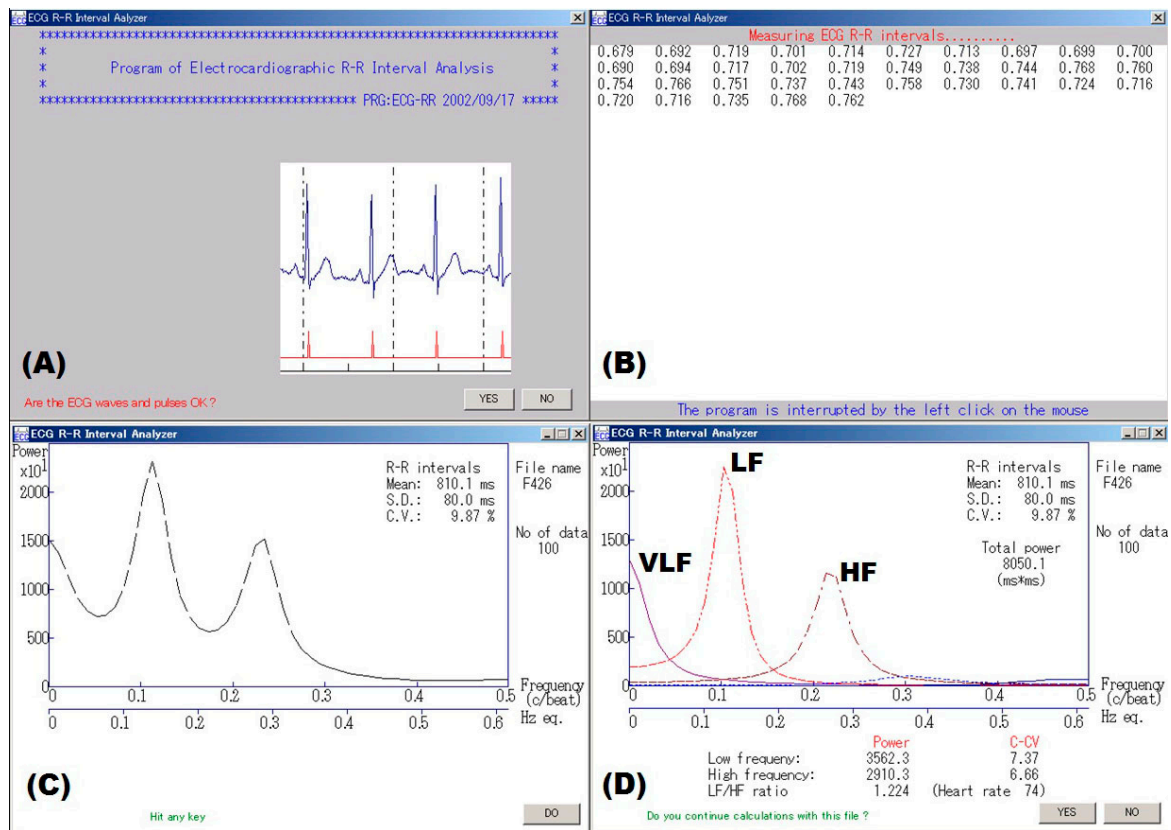 ECG R-R Interval Aalyzer
************************************************************************
* *
* Program of Electrocardiographic R-R Interval Analysis *
* *
******************************************** PRG:ECG-RR 2002/09/17 *****
(A)
Are the ECG waves and pulses OK ?
YES NO
ECG R-R Interval Aalyzer
Measuring ECG R-R intervals..........
0.679 0.692 0.719 0.701 0.714 0.727 0.713 0.697 0.699 0.700
0.690 0.694 0.717 0.702 0.719 0.749 0.738 0.744 0.768 0.760
0.754 0.766 0.751 0.737 0.743 0.758 0.730 0.741 0.724 0.716
0.720 0.716 0.735 0.768 0.762
(B)
The program is interrupted by the left click on the mouse
ECG R-R Interval Analyzer
Power
x10¹
2000
1500
1000
500
0
0 0.1 0.2 0.3 0.4 0.5
Frequency
(c/beat)
0 0.1 0.2 0.3 0.4 0.5 0.6
Hz eq.
R-R intervals
Mean: 810.1 ms
S.D.: 80.0 ms
C.V.: 9.87 %
File name
F426
No of data
100
(C)
Hit any key
DO
ECG R-R Interval Analyzer
Power
x10¹
2000
1500
1000
500
0
VLF
LF
HF
0 0.1 0.2 0.3 0.4 0.5
Frequency
(c/beat)
0 0.1 0.2 0.3 0.4 0.5 0.6
Hz eq.
R-R intervals
Mean: 810.1 ms
S.D.: 80.0 ms
C.V.: 9.87 %
Total power
8050.1
(ms*ms)
File name
F426
No of data
100
Power C-CV
Low frequeny: 3562.3 7.37
High frequency: 2910.3 6.66
LF/HF ratio 1.224 (Heart rate 74)
(D)
Do you continue calculations with this file ?
YES NO